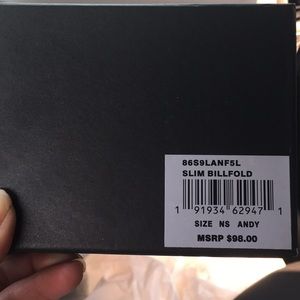 86S9LANF5L
SLIM BILLFOLD
1 91934 62947 1
SIZE NS ANDY
MSRP $98.00